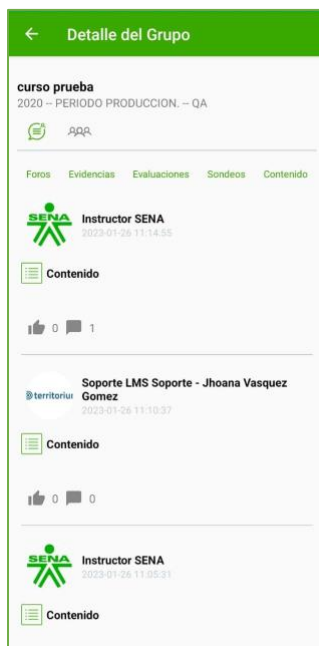 Detalle del Grupo
curso prueba
2020 -- PERIODO PRODUCCION. -- QA
Foros Evidencias Evaluaciones Sondeos Contenido
SENA
Instructor SENA
2023-01-26 11:14:55
Contenido
0 1
territorium
Soporte LMS Soporte - Jhoana Vasquez
Gomez
2023-01-26 11:10:37
Contenido
0 0
SENA
Instructor SENA
2023-01-26 11:05:31
Contenido